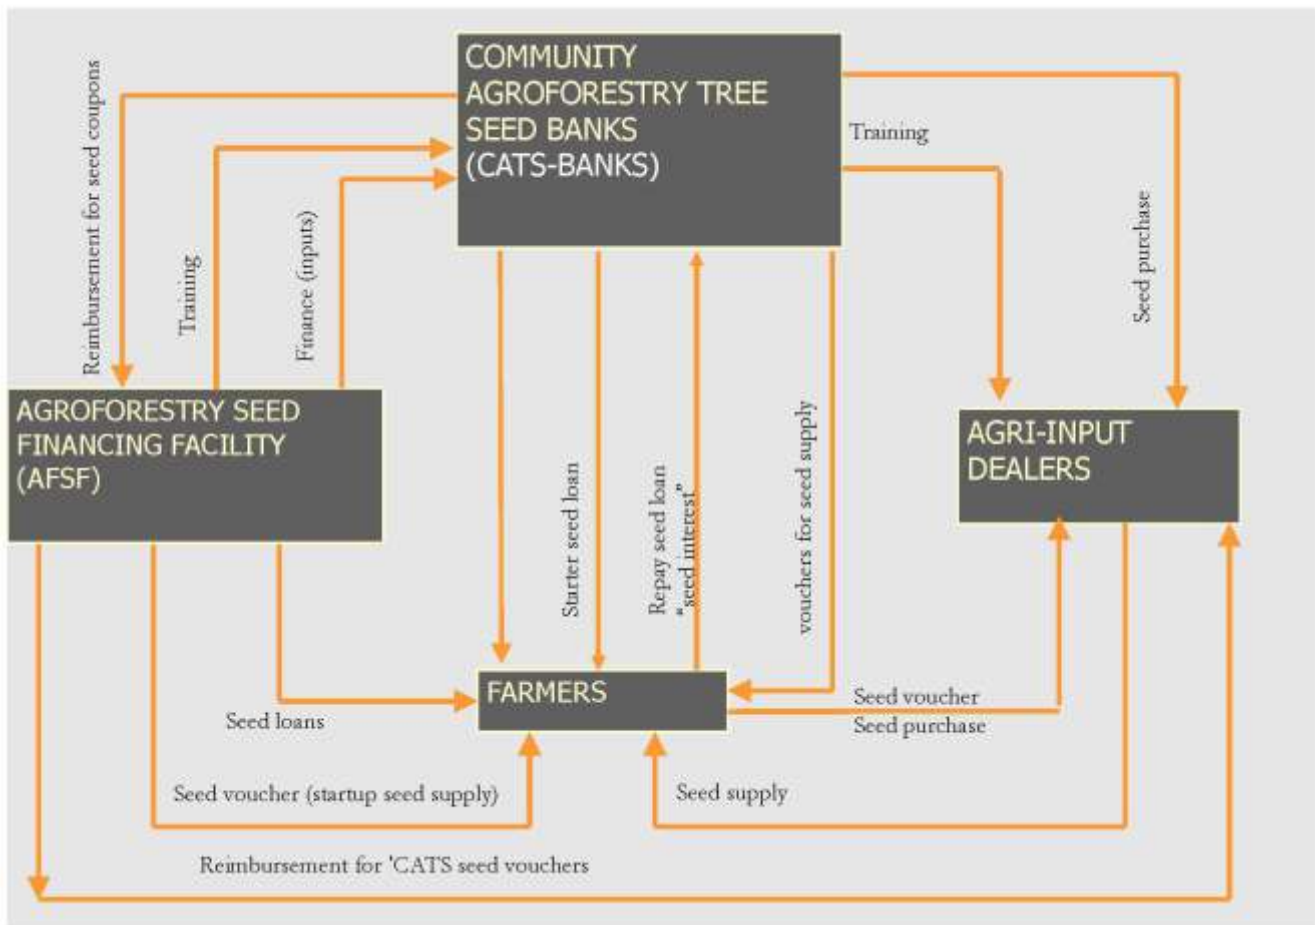 COMMUNITY
AGROFORESTRY TREE
SEED BANKS
(CATS-BANKS)
Reimbursement for seed coupons
Training
Finance (inputs)
Training
Seed purchase
AGROFORESTRY SEED
FINANCING FACILITY
(AFSF)
AGRI-INPUT
DEALERS
Starter seed loan
Repay seed loan
“seed interest”
vouchers for seed supply
FARMERS
Seed loans
Seed voucher
Seed purchase
Seed voucher (startup seed supply)
Seed supply
Reimbursement for 'CATS seed vouchers